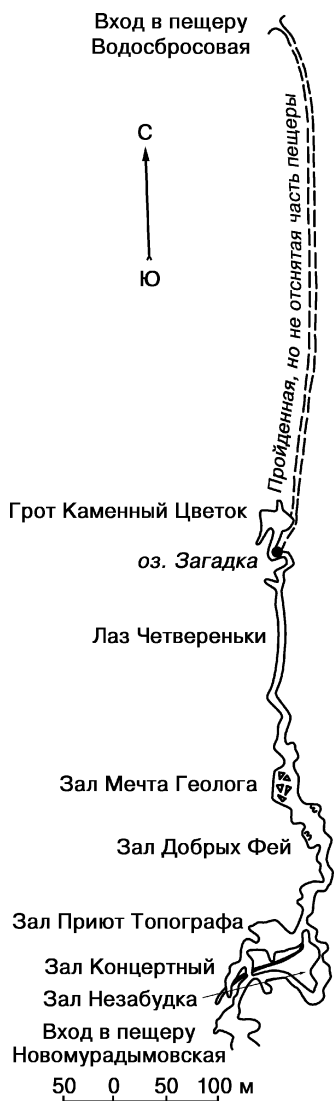 Вход в пещеру
Водосбросовая
С
Ю
Пройденная, но не отснятая часть пещеры
Грот Каменный Цветок
оз. Загадка
Лаз Четвереньки
Зал Мечта Геолога
Зал Добрых Фей
Зал Приют Топографа
Зал Концертный
Зал Незабудка
Вход в пещеру
Новомурадымовская
50 0 50 100 м